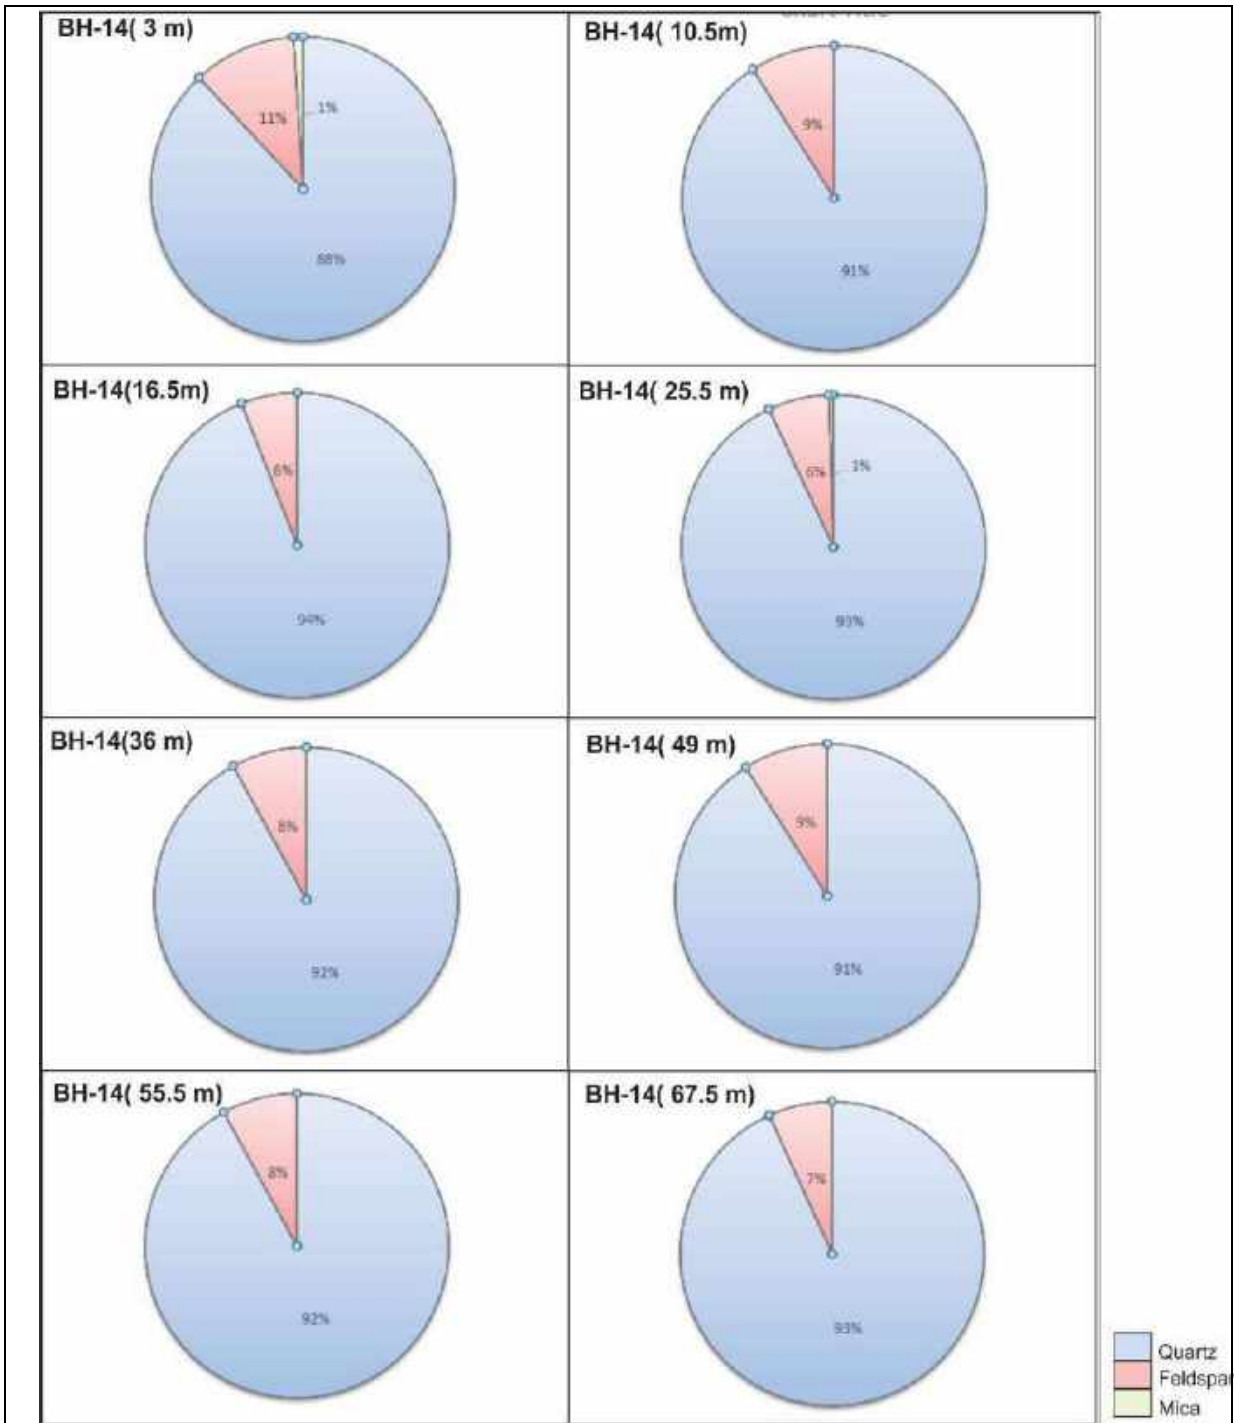 BH-14( 3 m)
11%
1%
88%
BH-14( 10.5m)
9%
91%
BH-14(16.5m)
6%
94%
BH-14( 25.5 m)
6%
1%
93%
BH-14(36 m)
8%
92%
BH-14( 49 m)
9%
91%
BH-14( 55.5 m)
8%
92%
BH-14( 67.5 m)
7%
93%
Quartz
Feldspar
Mica